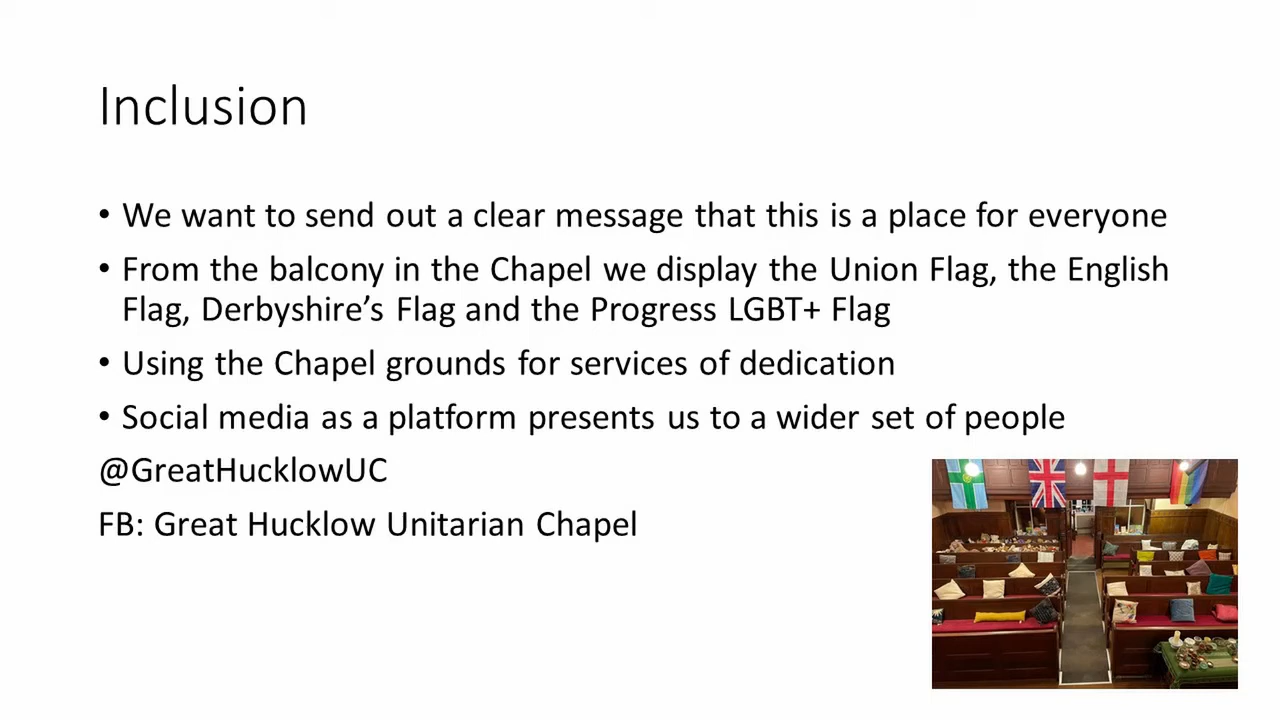 Inclusion
• We want to send out a clear message that this is a place for everyone
• From the balcony in the Chapel we display the Union Flag, the English
Flag, Derbyshire’s Flag and the Progress LGBT+ Flag
• Using the Chapel grounds for services of dedication
• Social media as a platform presents us to a wider set of people
@GreatHucklowUC
FB: Great Hucklow Unitarian Chapel